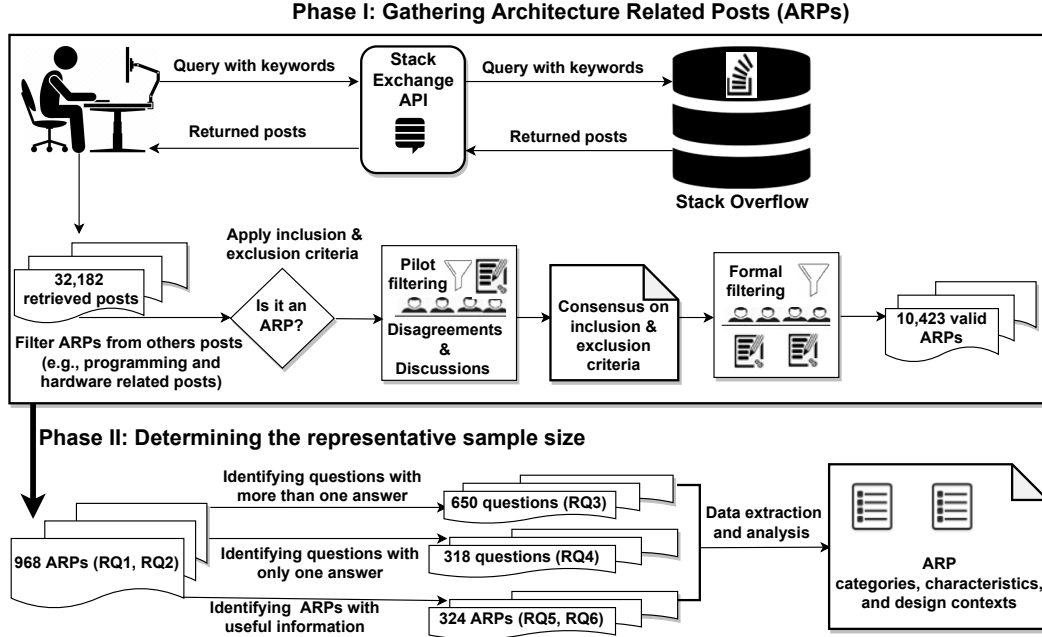 Phase I: Gathering Architecture Related Posts (ARPs)
Query with keywords
Returned posts
Stack
Exchange
API
Query with keywords
Returned posts
Stack Overflow
32,182
retrieved posts
Filter ARPs from others posts
(e.g., programming and
hardware related posts)
Apply inclusion &
exclusion criteria
Is it an
ARP?
Pilot
filtering
Disagreements
&
Discussions
Consensus on
inclusion &
exclusion
criteria
Formal
filtering
10,423 valid
ARPs
Phase II: Determining the representative sample size
968 ARPs (RQ1, RQ2)
Identifying questions with
more than one answer
650 questions (RQ3)
Identifying questions with
only one answer
318 questions (RQ4)
Identifying ARPs with
useful information
324 ARPs (RQ5, RQ6)
Data extraction
and analysis
ARP
categories, characteristics,
and design contexts